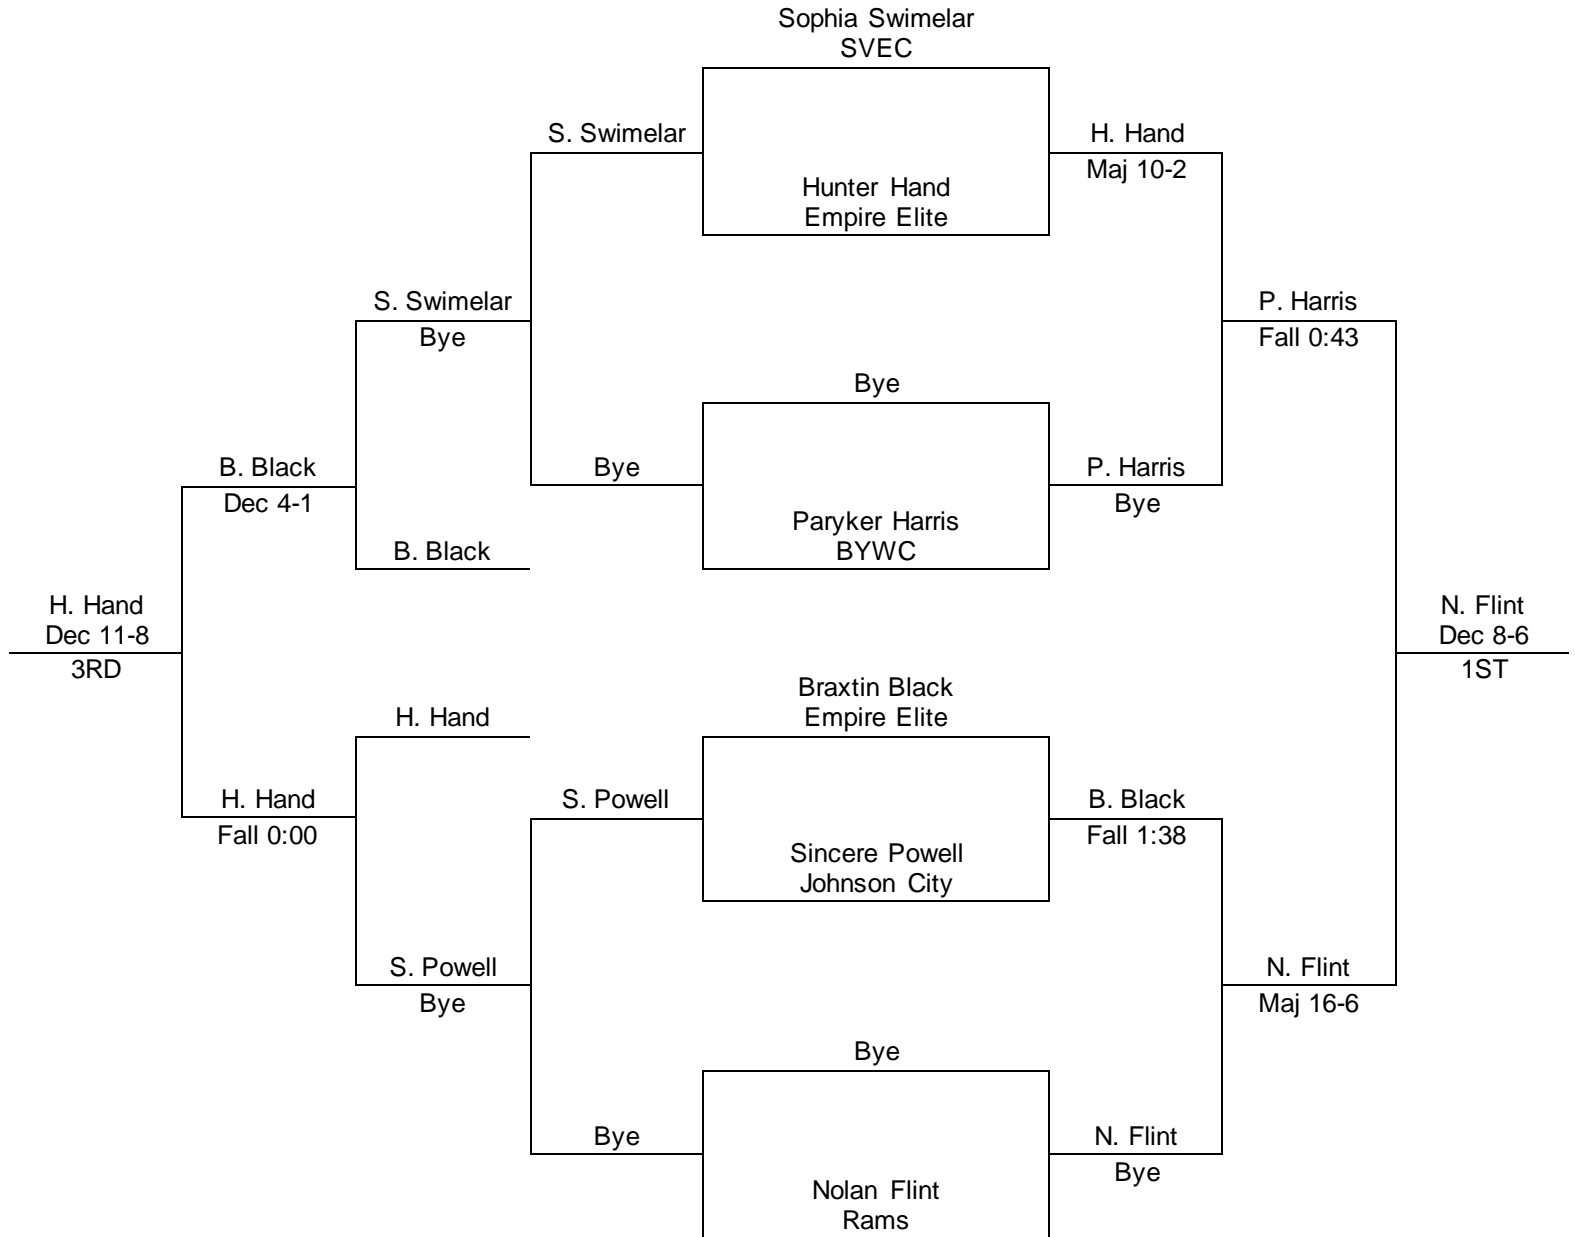 Sophia Swimelar
SVEC
S. Swimelar
H. Hand
Maj 10-2
Hunter Hand
Empire Elite
S. Swimelar
Bye
P. Harris
Fall 0:43
Bye
B. Black
Dec 4-1
Bye
P. Harris
Bye
Paryker Harris
BYWC
B. Black
H. Hand
Dec 11-8
3RD
N. Flint
Dec 8-6
1ST
Braxtin Black
Empire Elite
H. Hand
H. Hand
Fall 0:00
S. Powell
B. Black
Fall 1:38
Sincere Powell
Johnson City
S. Powell
Bye
N. Flint
Maj 16-6
Bye
Bye
N. Flint
Bye
Nolan Flint
Rams